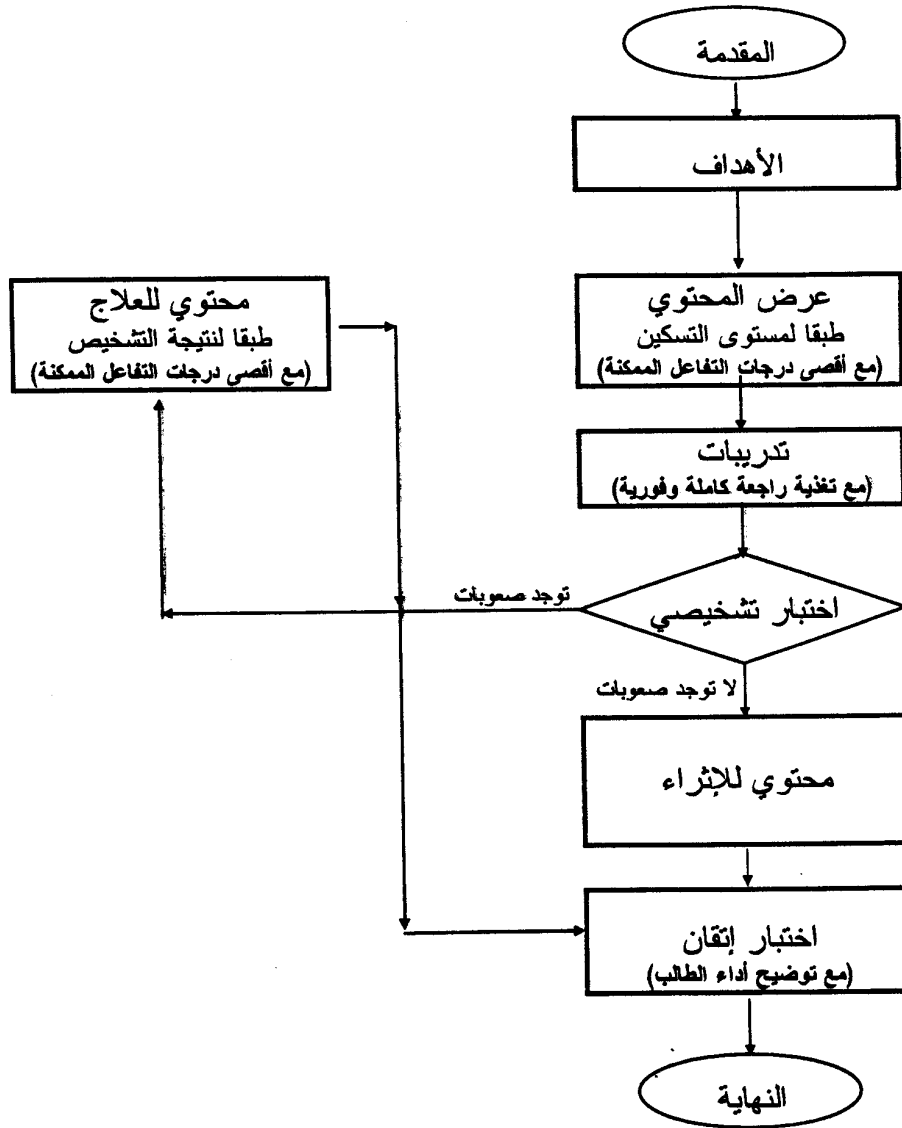 المقدمة
الأهداف
عرض المحتوي
طبقا لمستوى التسكين
(مع أقصى درجات التفاعل الممكنة)
محتوي للعلاج
طبقا لنتيجة التشخيص
(مع أقصى درجات التفاعل الممكنة)
تدريبات
(مع تغذية راجعة كاملة وفورية)
اختبار تشخيصي
توجد صعوبات
لا توجد صعوبات
محتوي للإثراء
اختبار إتقان
(مع توضيح أداء الطالب)
النهاية